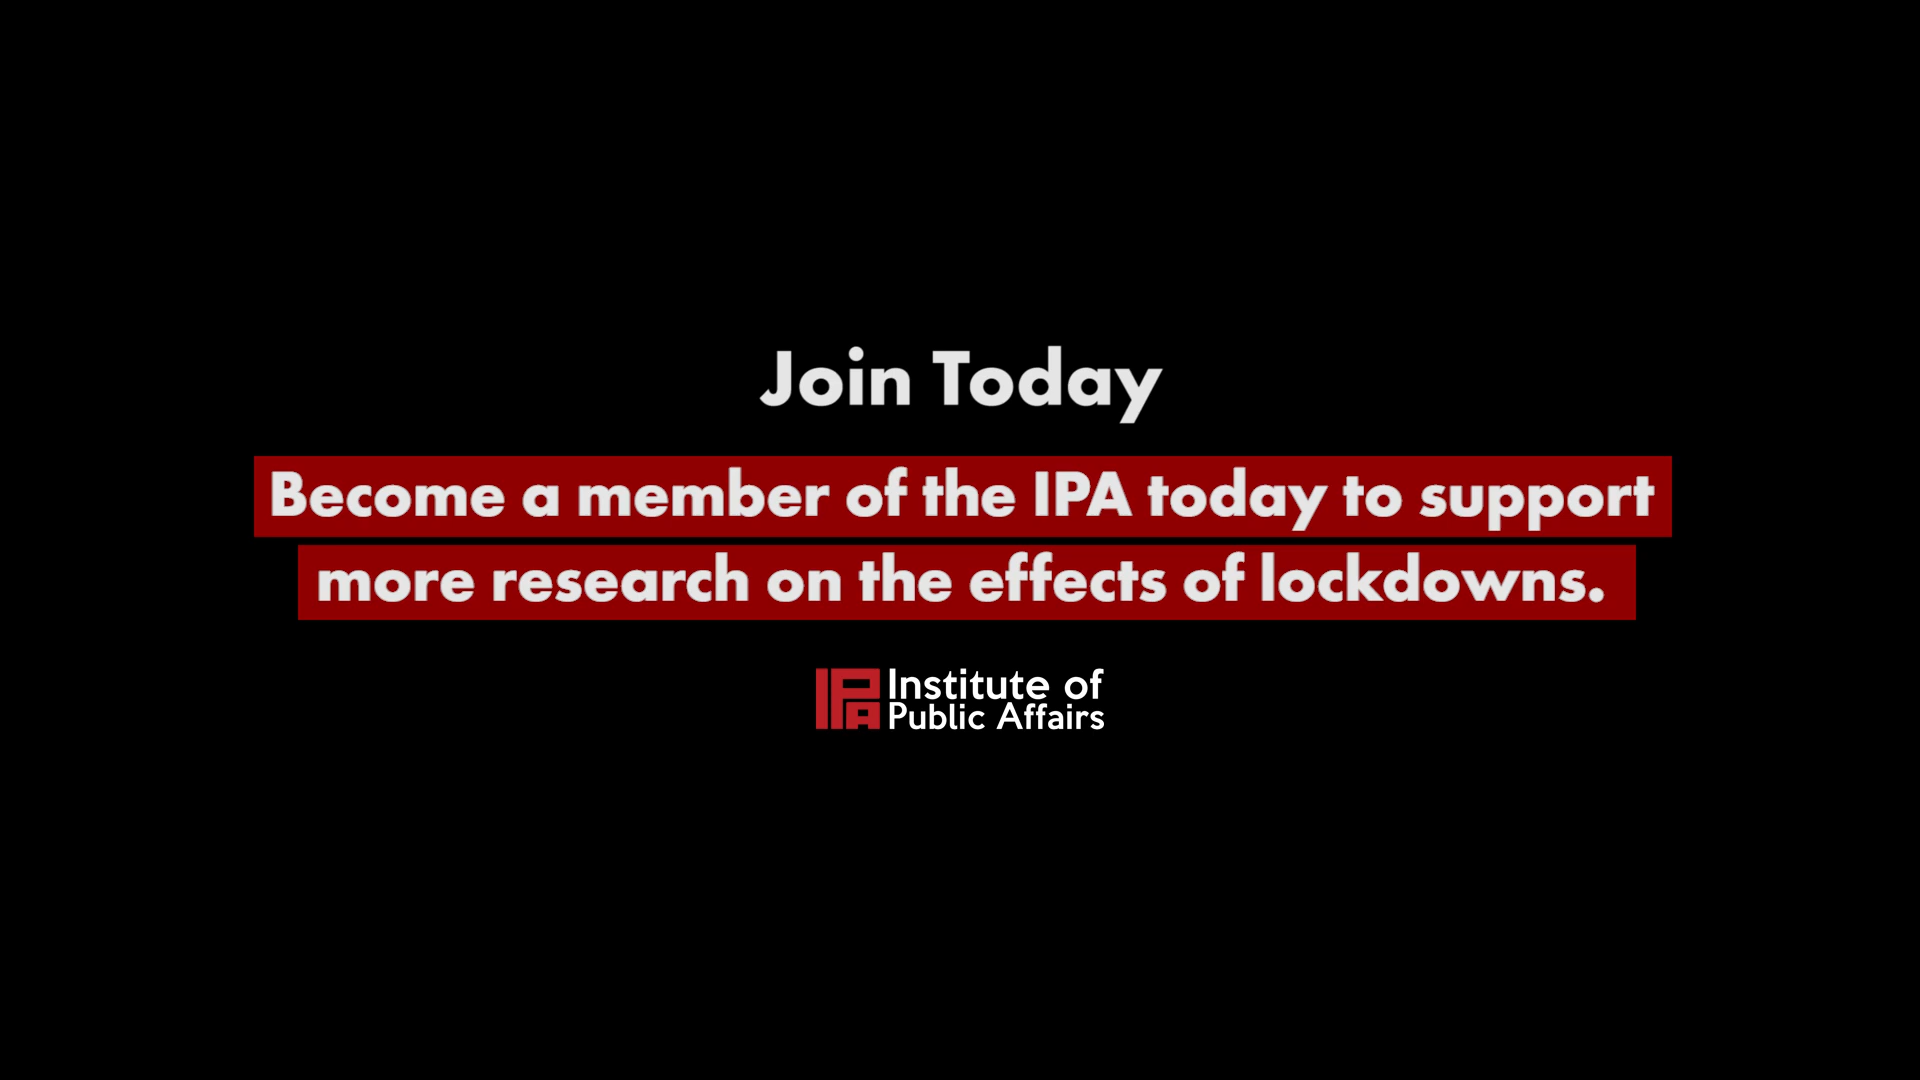 Join Today
Become a member of the IPA today to support
more research on the effects of lockdowns.
IPA Institute of
Public Affairs